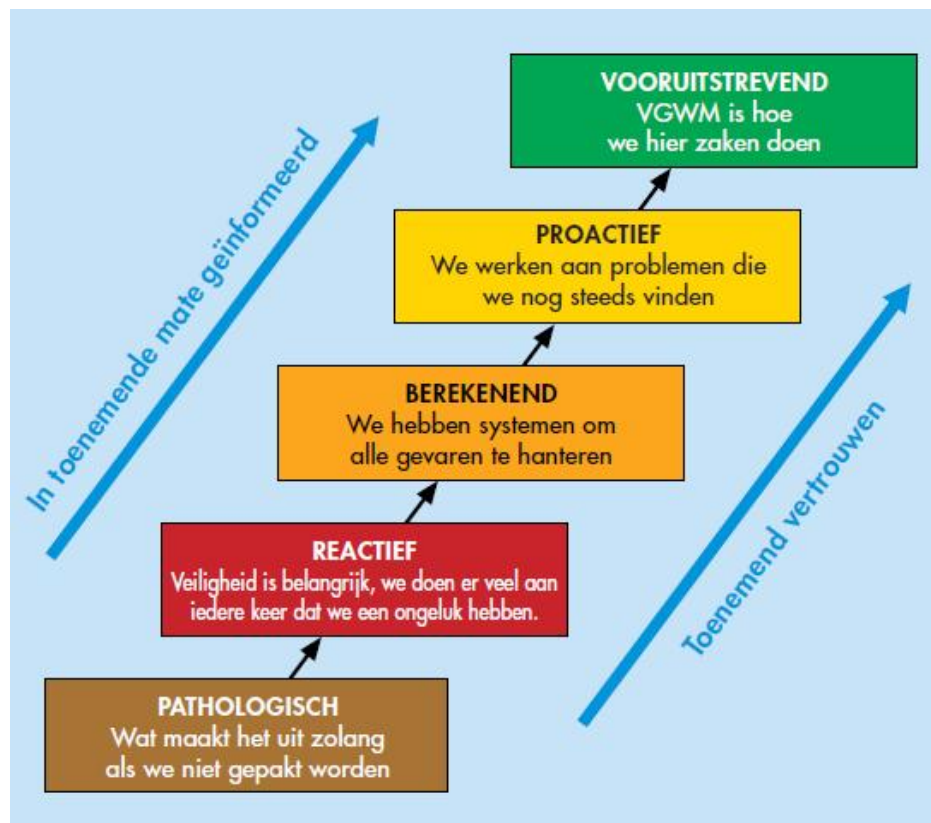 VOORUITSTREVEND
VGWM is hoe
we hier zaken doen
PROACTIEF
We werken aan problemen die
we nog steeds vinden
BEREKENEND
We hebben systemen om
alle gevaren te hanteren
REACTIEF
Veiligheid is belangrijk, we doen er veel aan
iedere keer dat we een ongeluk hebben.
PATHOLOGISCH
Wat maakt het uit zolang
als we niet gepakt worden
In toenemende mate geïnformeerd
Toenemend vertrouwen